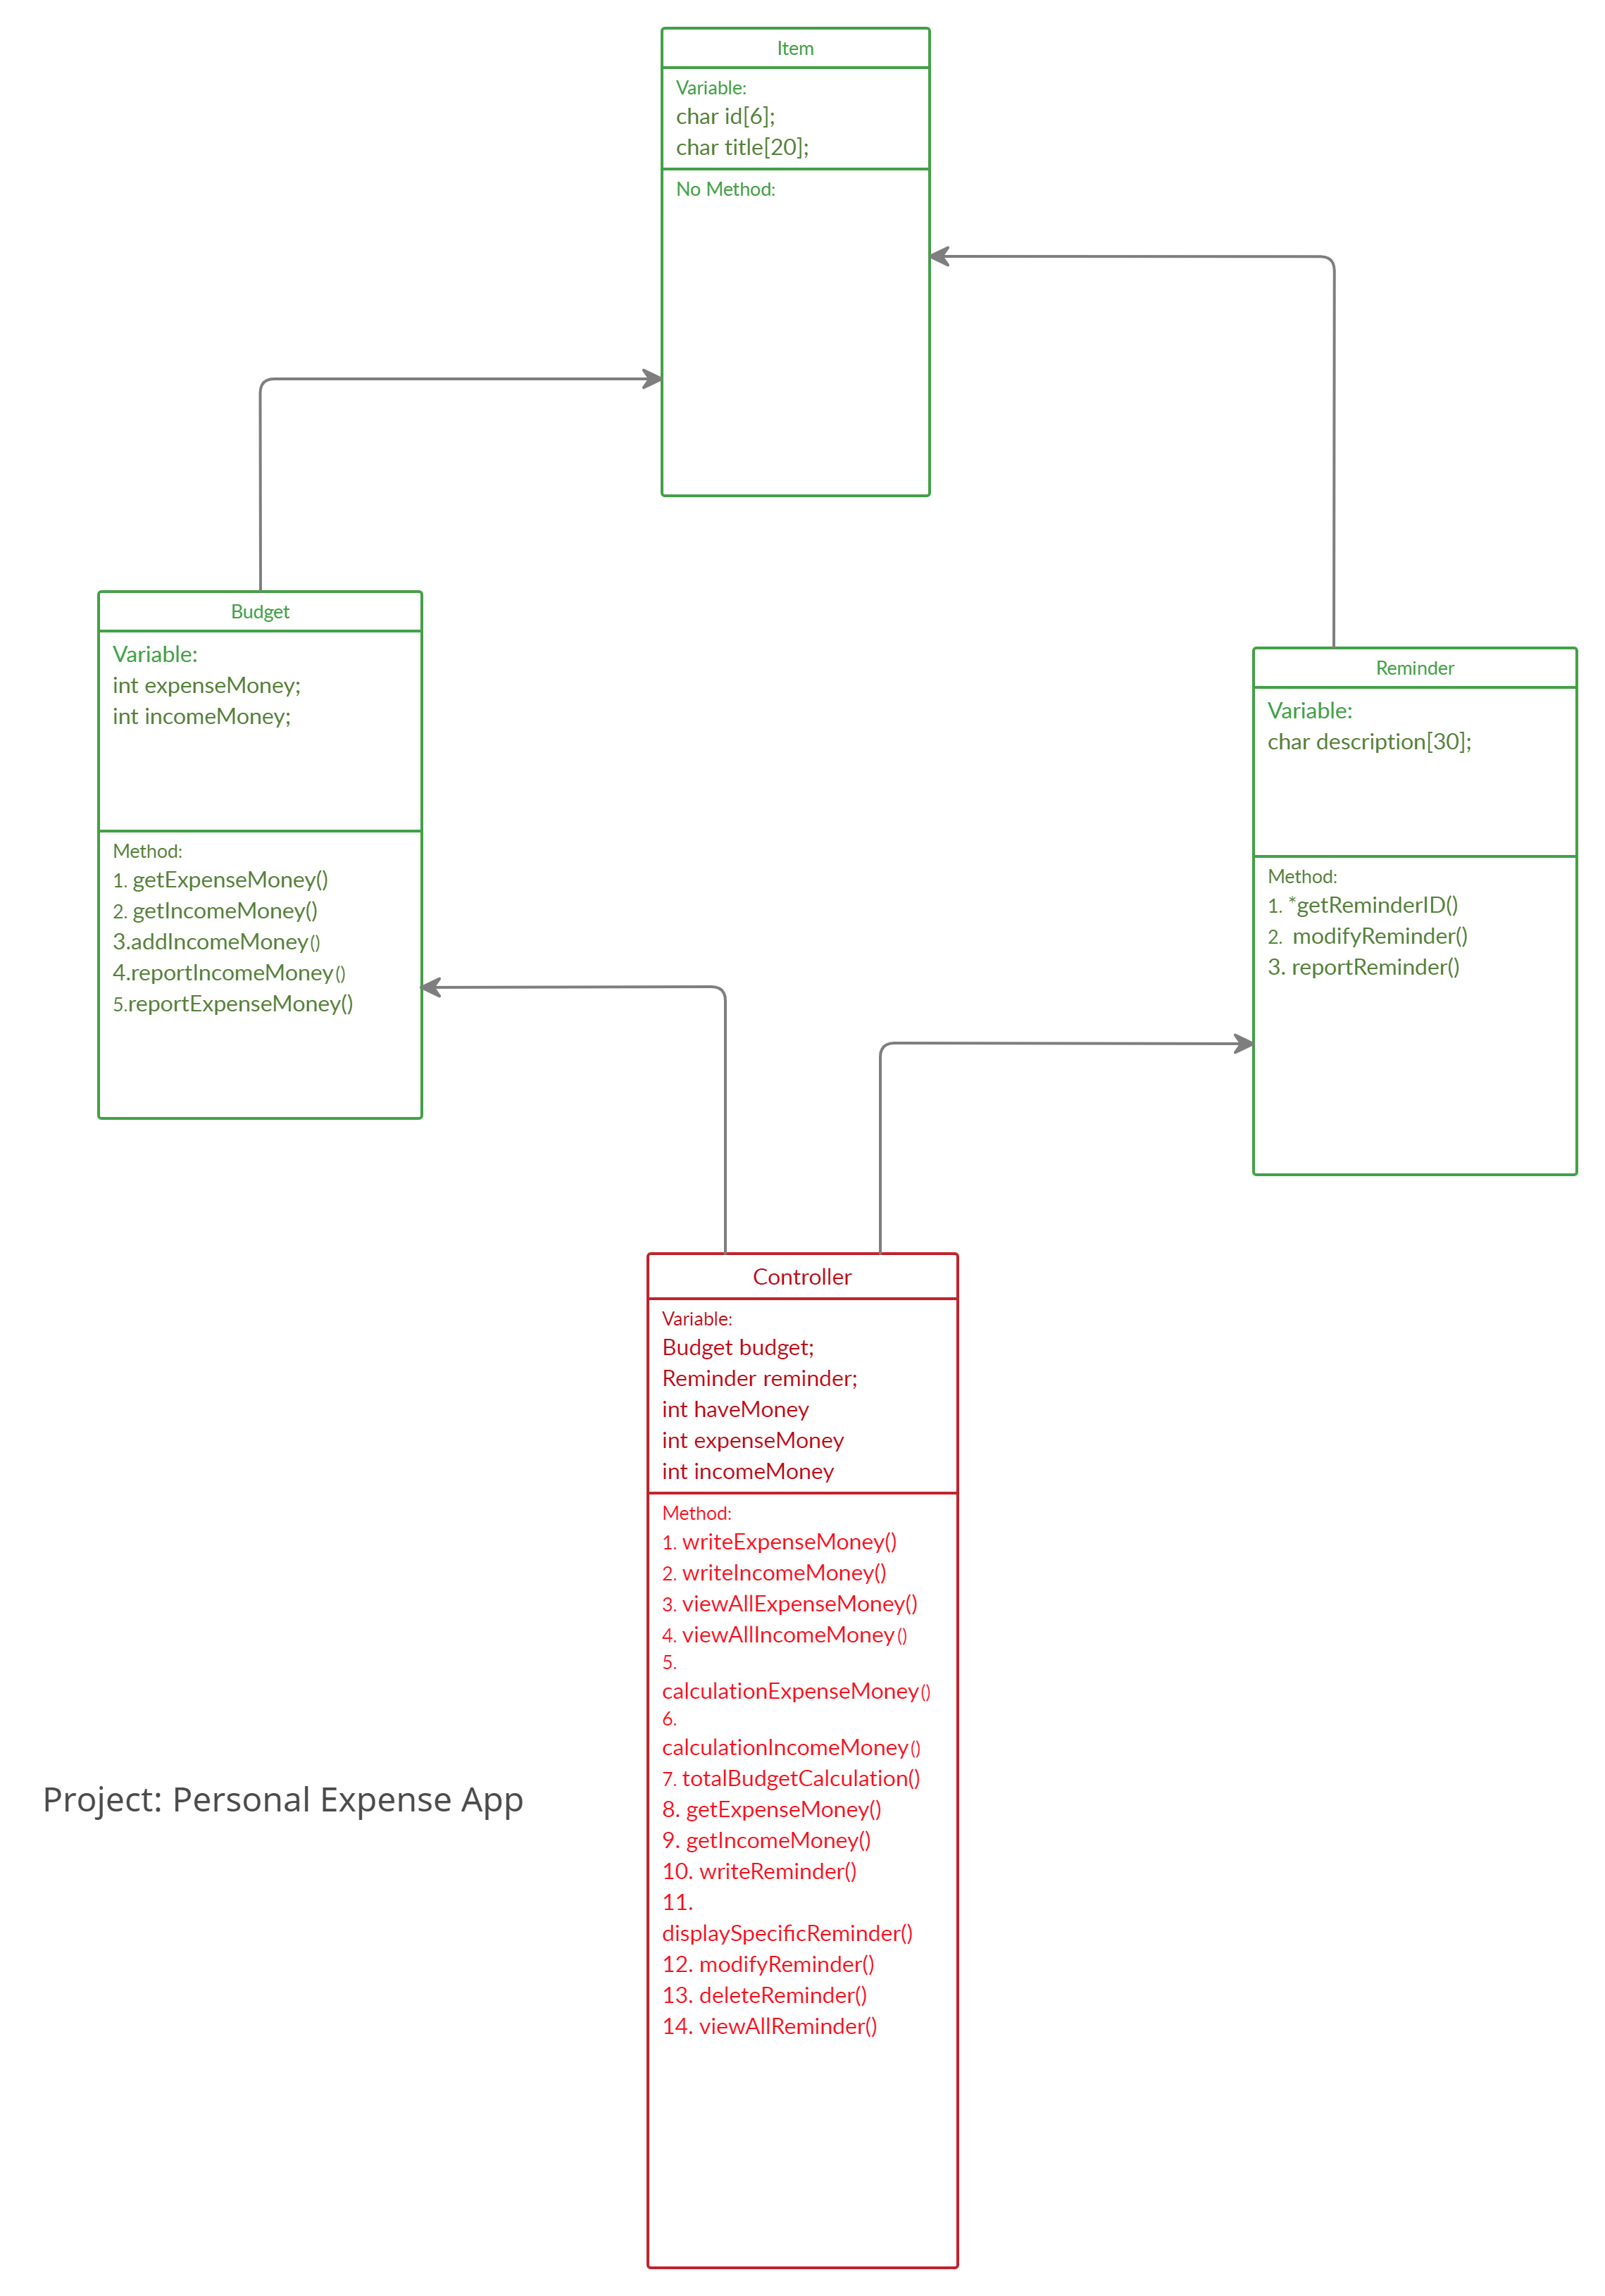 Item
Variable:
char id[6];
char title[20];
No Method:
Budget
Variable:
int expenseMoney;
int incomeMoney;
Method:
1. getExpenseMoney()
2. getIncomeMoney()
3.addIncomeMoney()
4.reportIncomeMoney()
5.reportExpenseMoney()
Reminder
Variable:
char description[30];
Method:
1. *getReminderID()
2. modifyReminder()
3. reportReminder()
Controller
Variable:
Budget budget;
Reminder reminder;
int haveMoney
int expenseMoney
int incomeMoney
Method:
1. writeExpenseMoney()
2. writeIncomeMoney()
3. viewAllExpenseMoney()
4. viewAllIncomeMoney()
5.
calculationExpenseMoney()
6.
calculationIncomeMoney()
7. totalBudgetCalculation()
8. getExpenseMoney()
9. getIncomeMoney()
10. writeReminder()
11.
displaySpecificReminder()
12. modifyReminder()
13. deleteReminder()
14. viewAllReminder()
Project: Personal Expense App